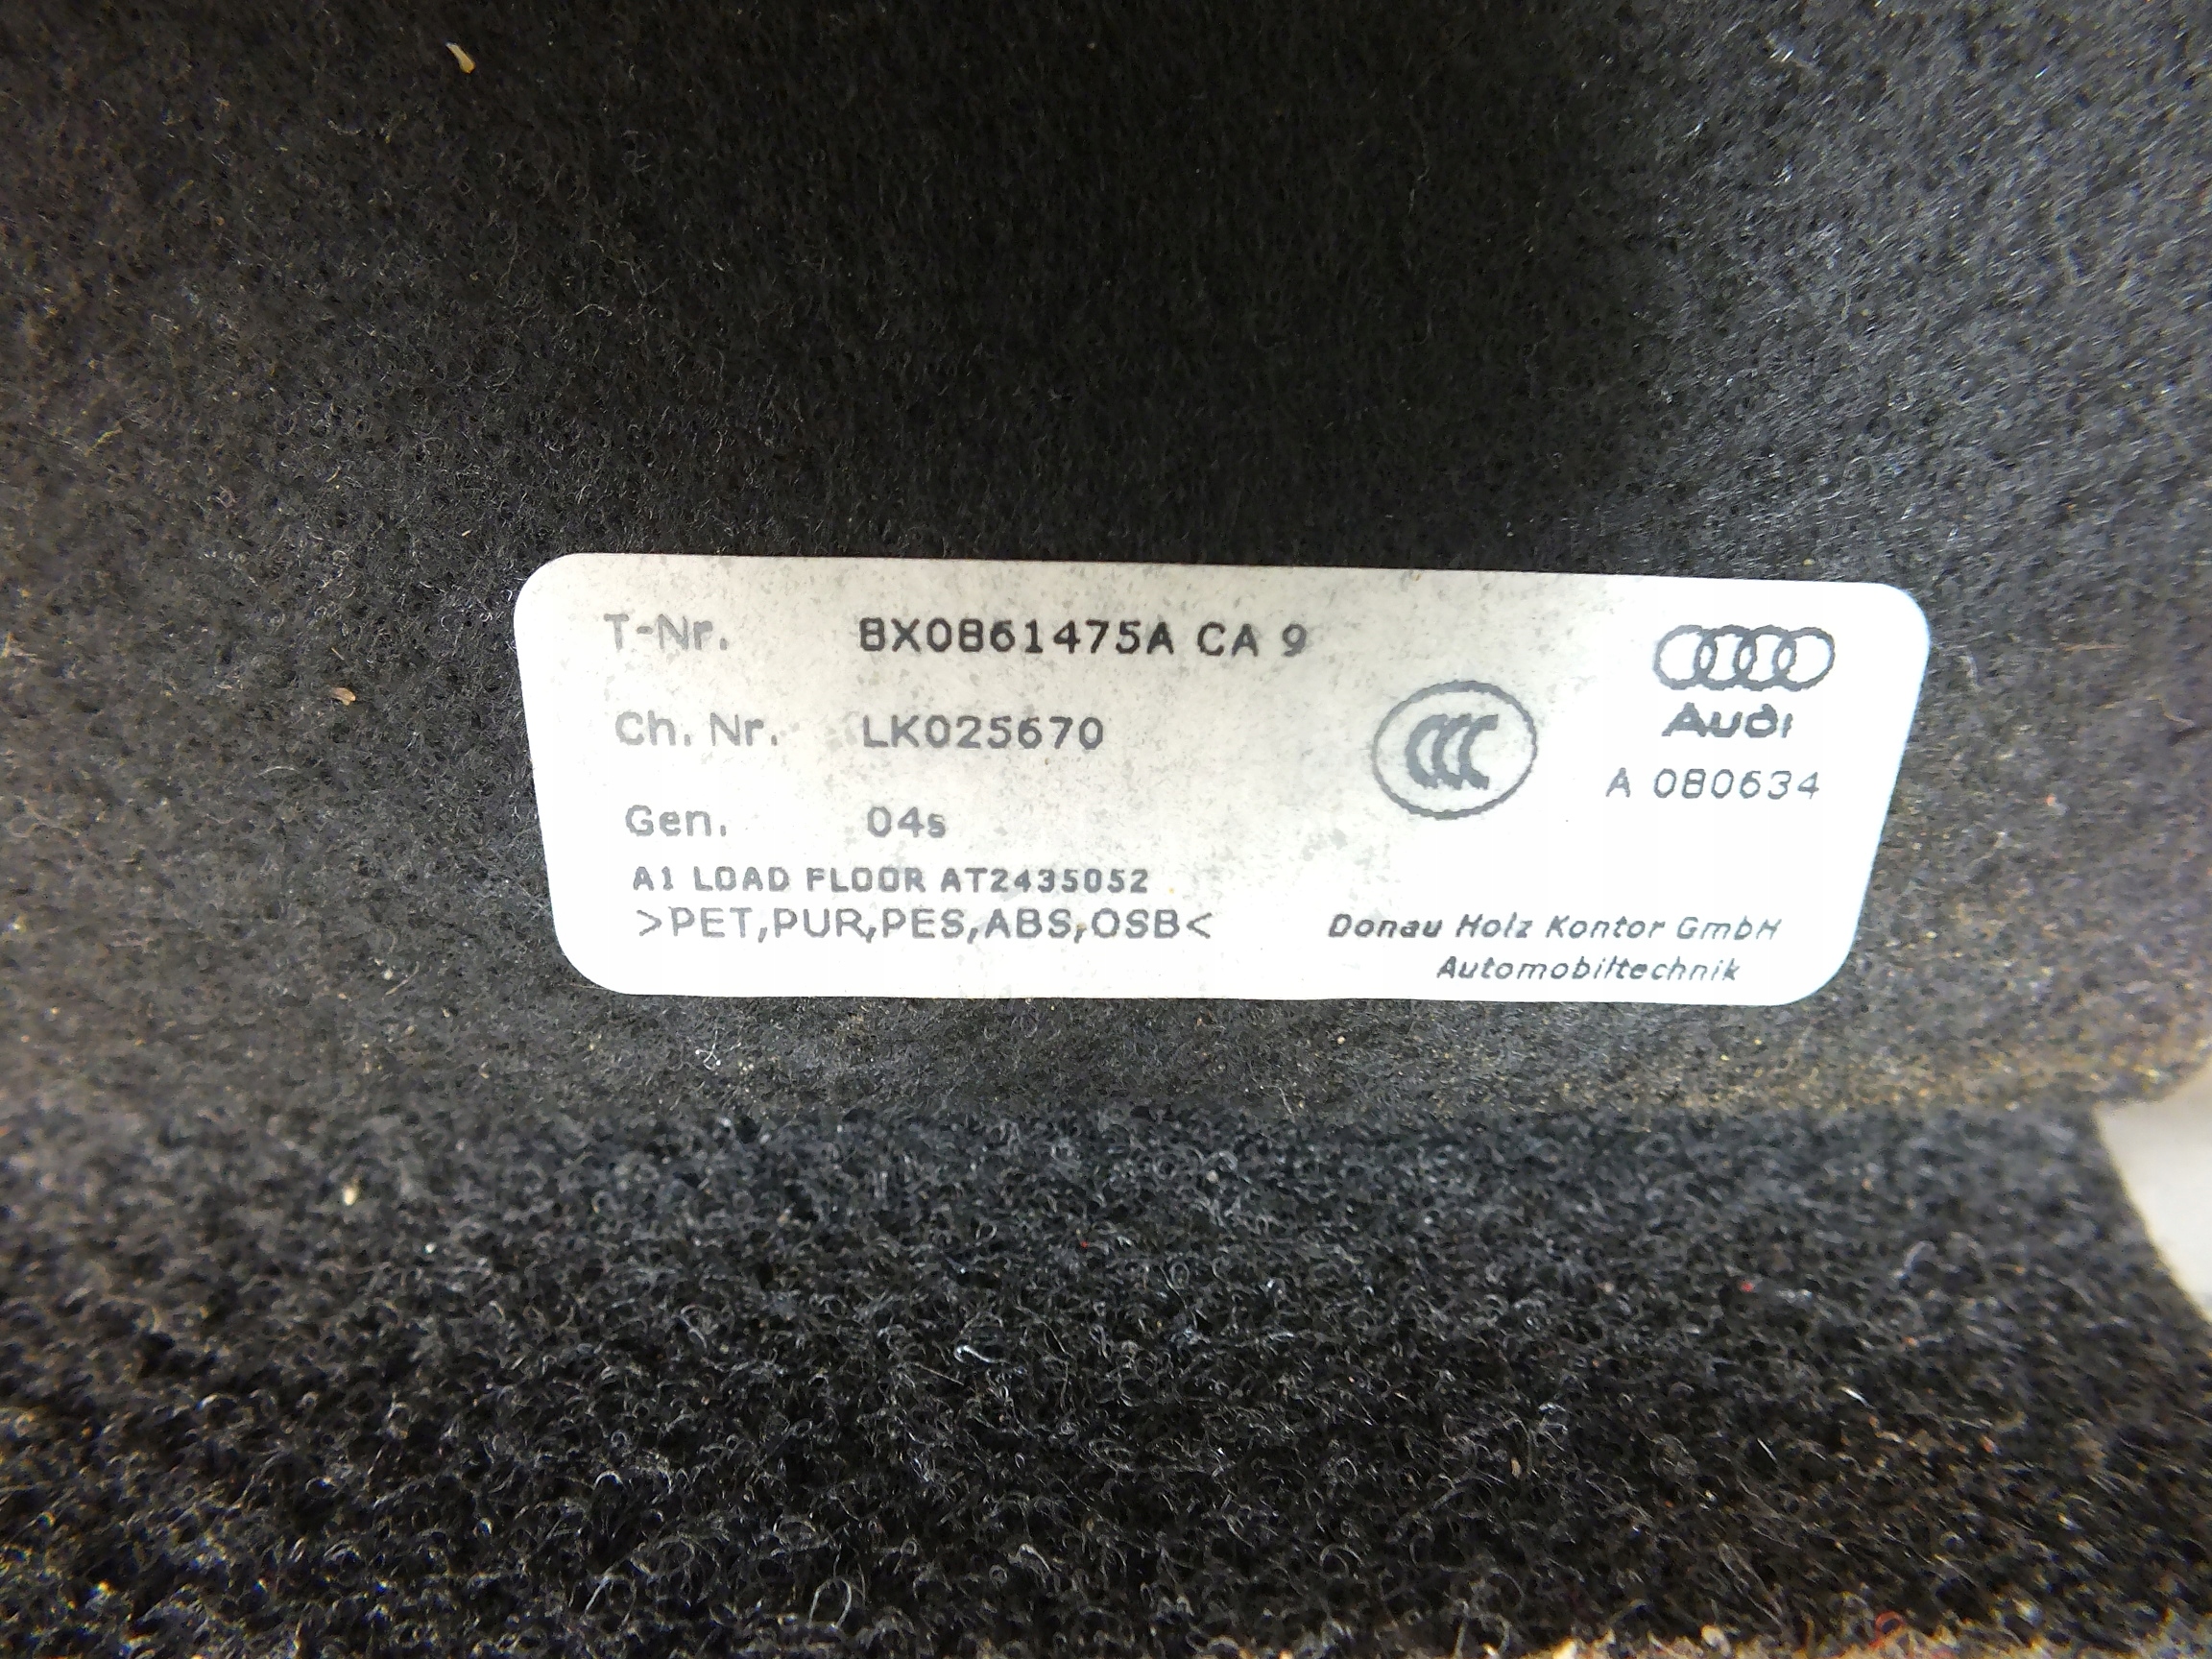 T-Nr. 8X0861475A CA 9
Ch. Nr. LK025670
Gen. 04s
A1 LOAD FLOOR AT2435052
>PET,PUR,PES,ABS,OSB<
CCC
Audi
A 080634
Donau Holz Kontor GmbH
Automobiltechnik